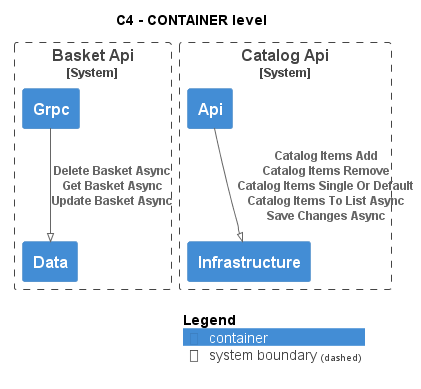 C4 - CONTAINER level
Basket Api
[System]
Catalog Api
[System]
Grpc
Api
Delete Basket Async
Get Basket Async
Update Basket Async
Catalog Items Add
Catalog Items Remove
Catalog Items Single Or Default
Catalog Items To List Async
Save Changes Async
Data
Infrastructure
Legend
container
system boundary (dashed)